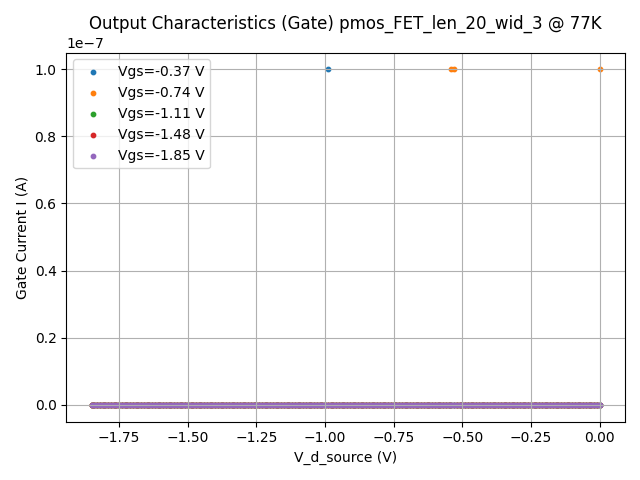 Output Characteristics (Gate) pmos_FET_len_20_wid_3 @ 77K
1e−7
1.0
0.8
0.6
0.4
0.2
0.0
Gate Current I (A)
Vgs=-0.37 V
Vgs=-0.74 V
Vgs=-1.11 V
Vgs=-1.48 V
Vgs=-1.85 V
−1.75 −1.50 −1.25 −1.00 −0.75 −0.50 −0.25 0.00
V_d_source (V)